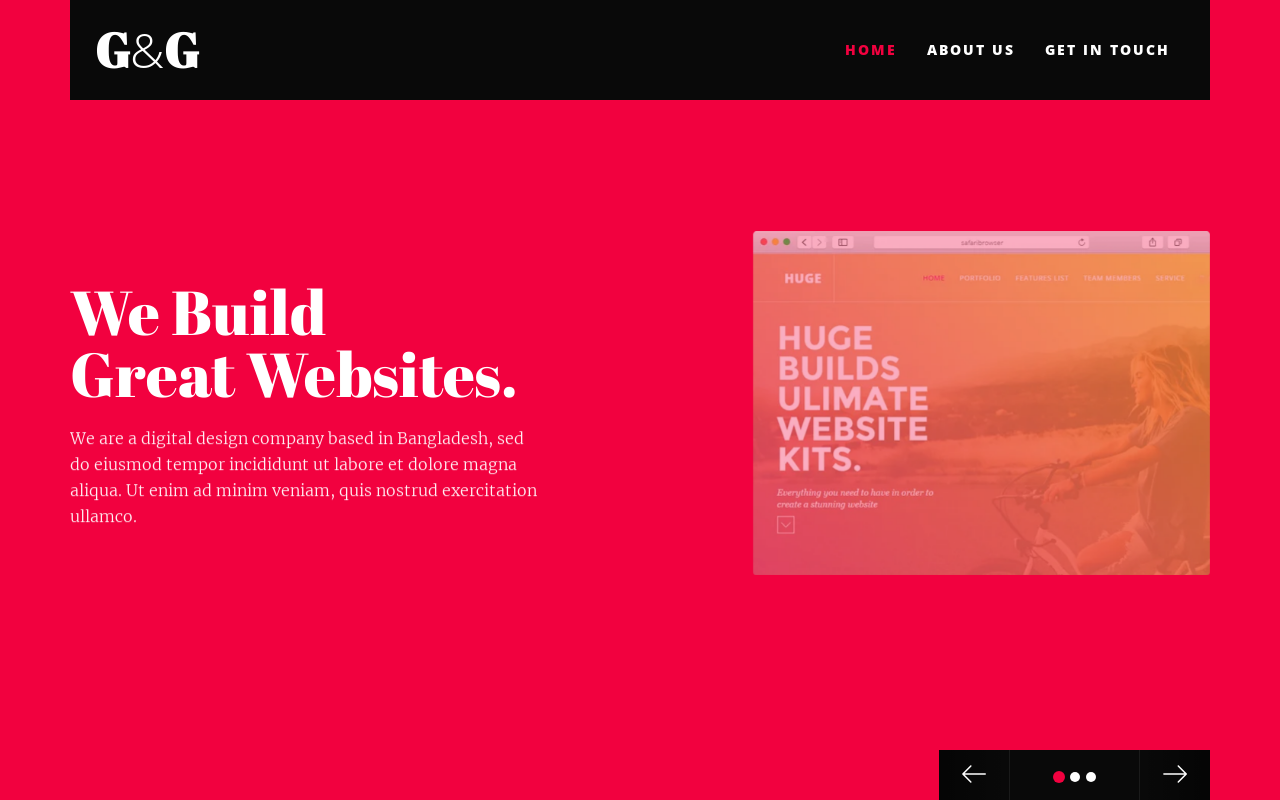 G&G
HOME ABOUT US GET IN TOUCH
We Build
Great Websites.
We are a digital design company based in Bangladesh, sed
do eiusmod tempor incididunt ut labore et dolore magna
aliqua. Ut enim ad minim veniam, quis nostrud exercitation
ullamco.
safaribrowser
HUGE
HOME PORTFOLIO FEATURES LIST TEAM MEMBERS SERVICE
HUGE
BUILDS
ULIMATE
WEBSITE
KITS.
Everything you need to have in order to
create a stunning website